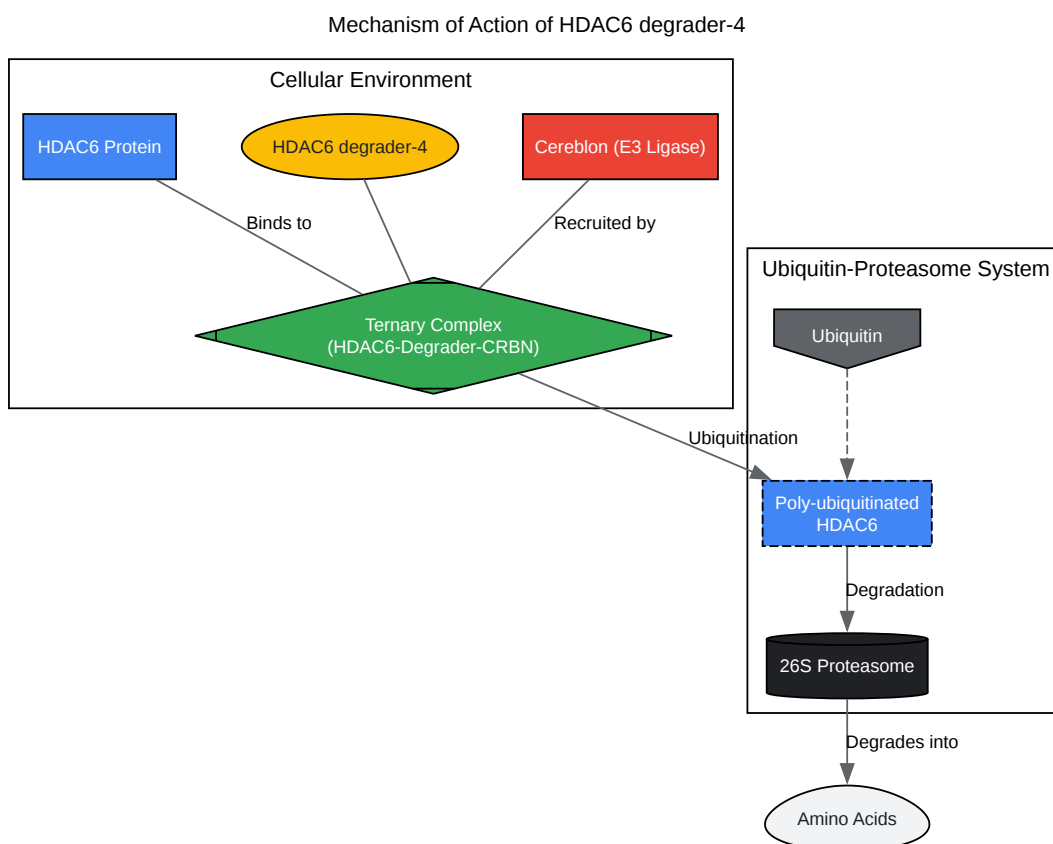 Mechanism of Action of HDAC6 degrader-4
Cellular Environment
HDAC6 Protein
HDAC6 degrader-4
Cereblon (E3 Ligase)
Binds to
Recruited by
Ternary Complex
(HDAC6-Degrader-CRBN)
Ubiquitin-Proteasome System
Ubiquitin
Ubiquitination
Poly-ubiquitinated
HDAC6
Degradation
26S Proteasome
Degrades into
Amino Acids